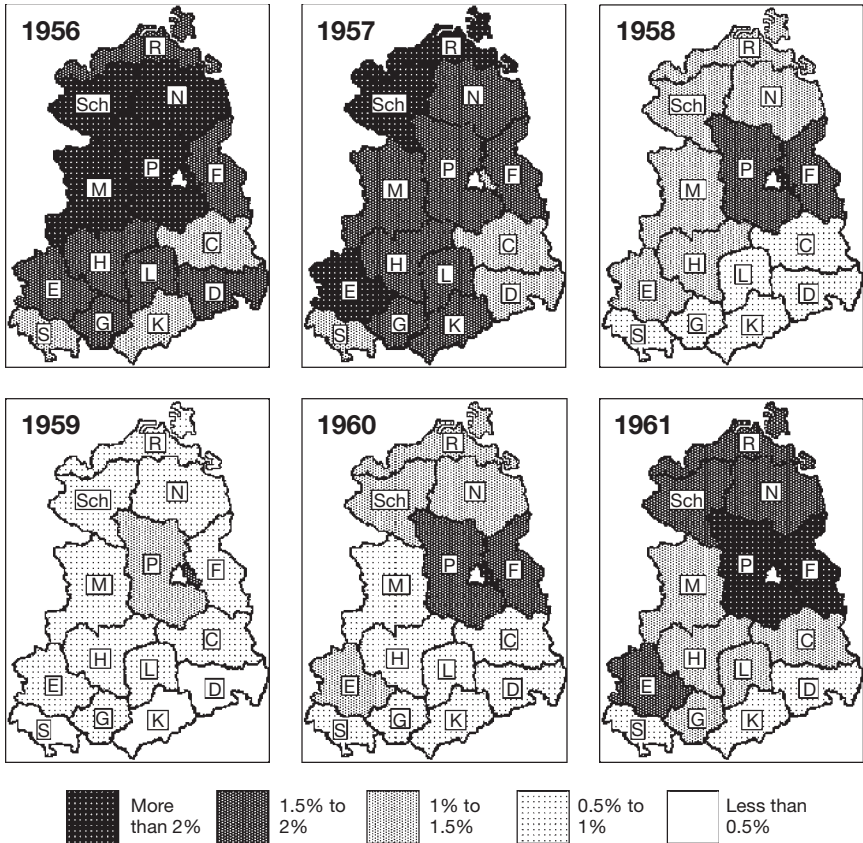 1956
R
Sch
N
P
M
F
C
H
L
E
D
G
K
S
1957
R
Sch
N
P
M
F
C
H
L
E
D
G
K
S
1958
R
Sch
N
P
M
F
C
H
L
E
D
G
K
S
1959
R
Sch
N
P
M
F
C
H
L
E
D
G
K
S
1960
R
Sch
N
P
M
F
C
H
L
E
D
G
K
S
1961
R
Sch
N
P
M
F
C
H
L
E
D
G
K
S
More
than 2%
1.5% to
2%
1% to
1.5%
0.5% to
1%
Less than
0.5%